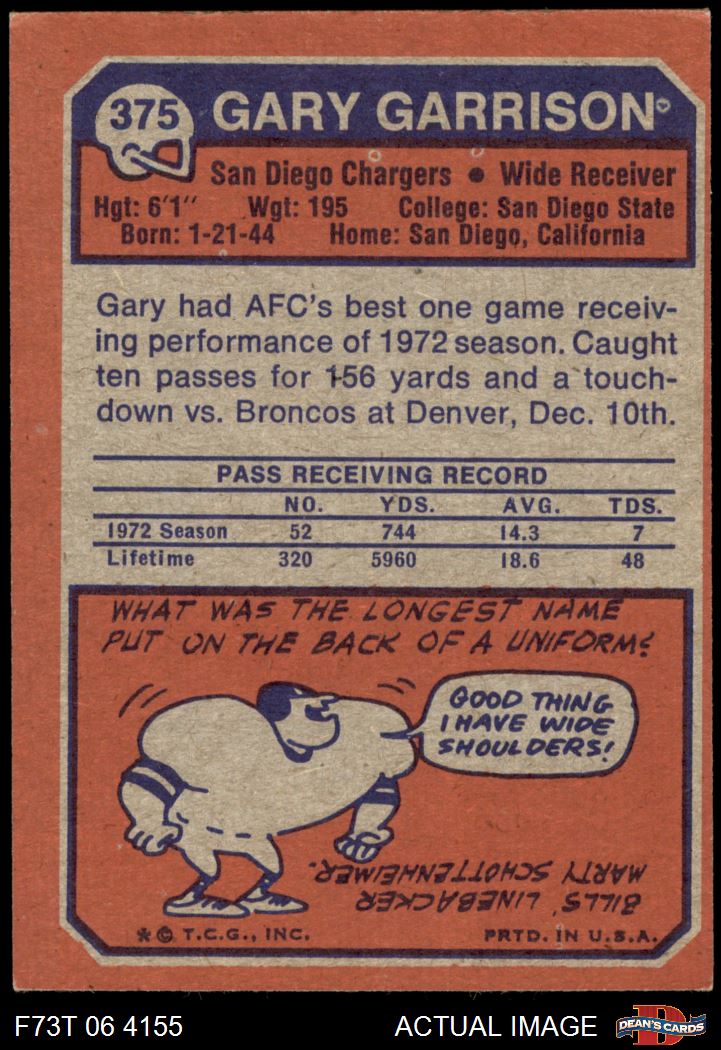 375 GARY GARRISON
San Diego Chargers ● Wide Receiver
Hgt: 6'1" Wgt: 195 College: San Diego State
Born: 1-21-44 Home: San Diego, California
Gary had AFC's best one game receiv-
ing performance of 1972 season. Caught
ten passes for 156 yards and a touch-
down vs. Broncos at Denver, Dec. 10th.
PASS RECEIVING RECORD
NO. YDS. AVG. TDS.
1972 Season 52 744 14.3 7
Lifetime 320 5960 18.6 48
WHAT WAS THE LONGEST NAME
PUT ON THE BACK OF A UNIFORM?
GOOD THING
I HAVE WIDE
SHOULDERS!
BILLS' LINEBACKER
MARTY SCHOTTENHEIMER.
* © T.C.G., INC. PRTD. IN U.S.A.
F73T 06 4155 ACTUAL IMAGE D DEAN'S CARDS